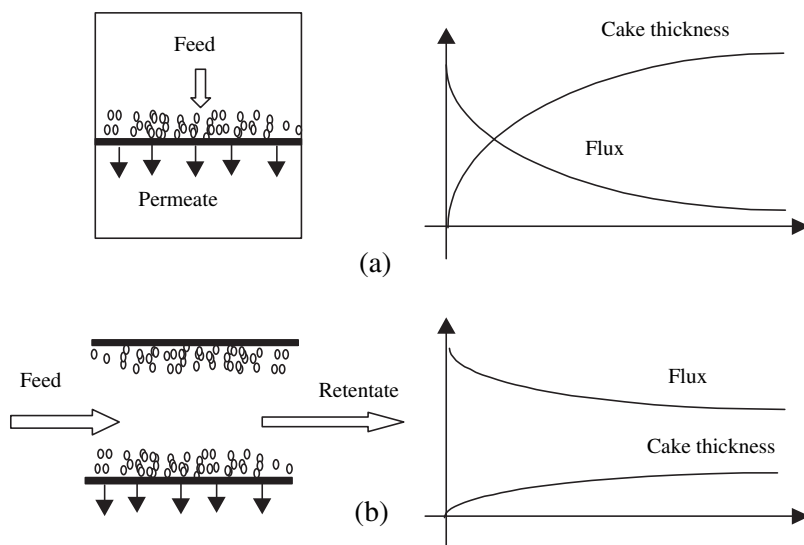 Feed
Permeate
Cake thickness
Flux
(a)
Feed
Retentate
Flux
Cake thickness
(b)